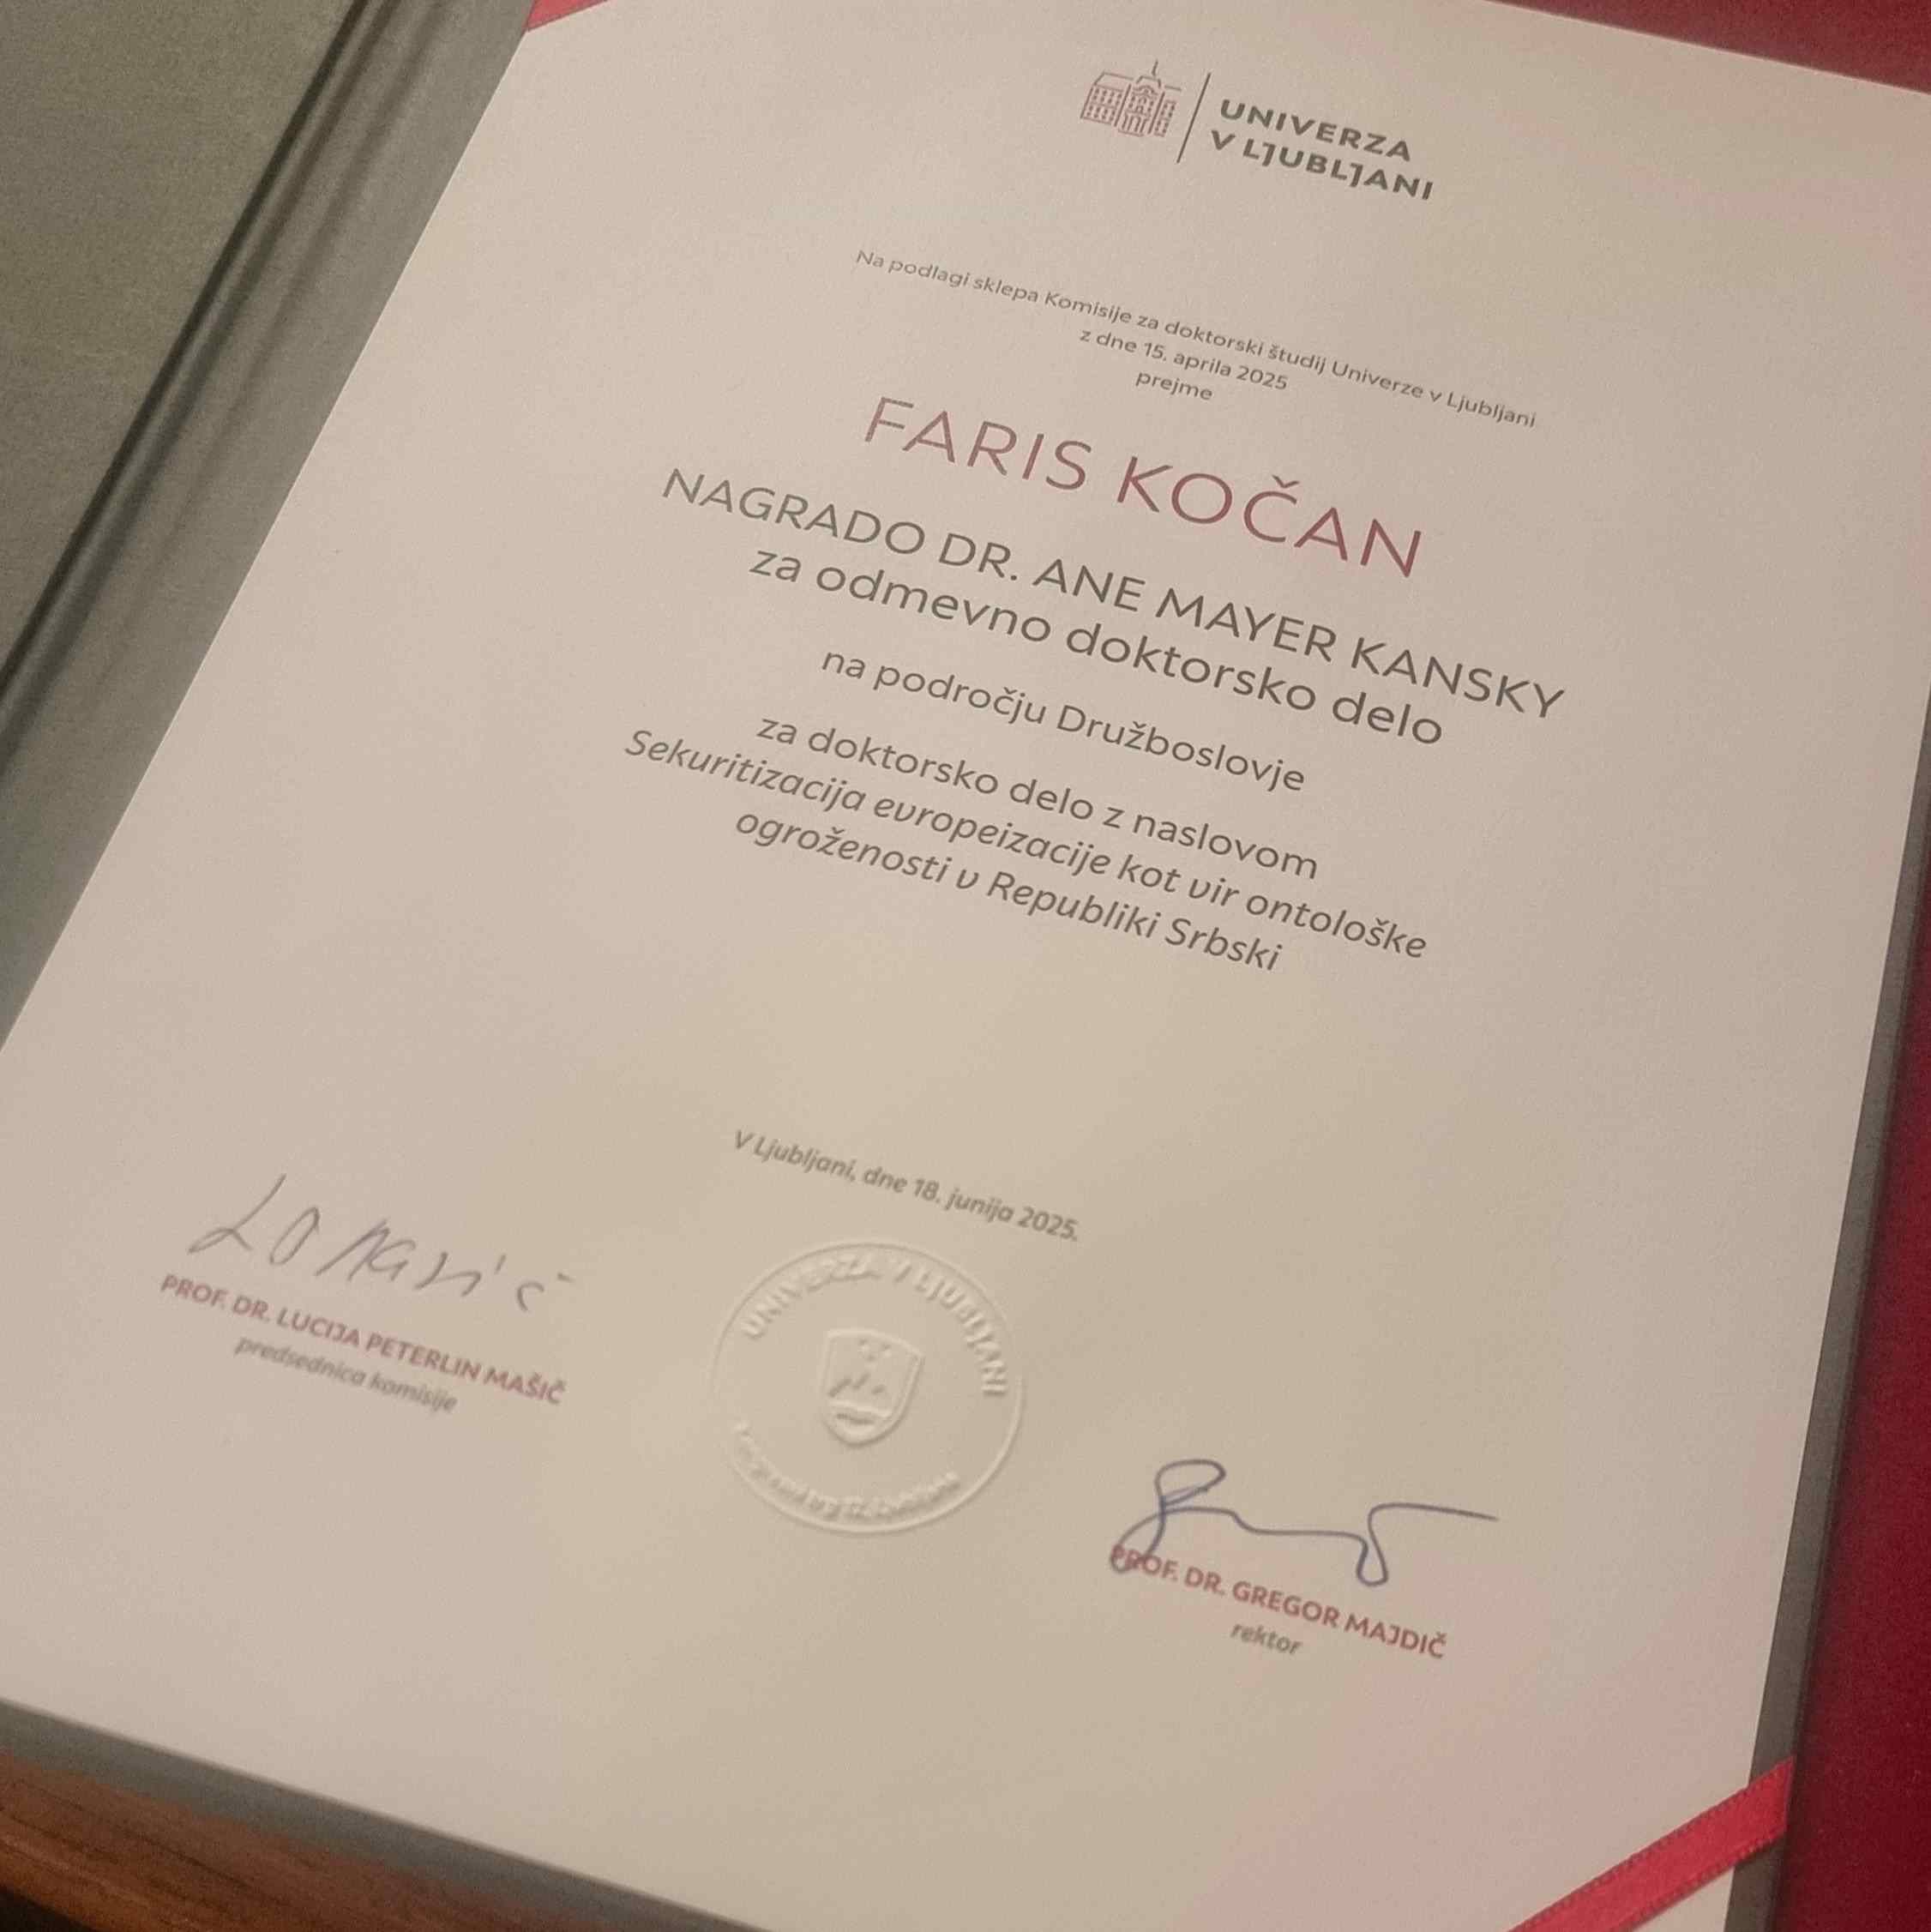 UNIVERZA
V LJUBLJANI
Na podlagi sklepa Komisije za doktorski študij Univerze v Ljubljani
z dne 15. aprila 2025
prejme
FARIS KOČAN
NAGRADO DR. ANE MAYER KANSKY
za odmevno doktorsko delo
na področju Družboslovje
za doktorsko delo z naslovom
Sekuritizacija evropeizacije kot vir ontološke
ogroženosti v Republiki Srbski
V Ljubljani, dne 18. junija 2025.
PROF. DR. LUCIJA PETERLIN MAŠIČ
predsednica komisije
UNIVERZA V LJUBLJANI
PROF. DR. GREGOR MAJDIČ
rektor